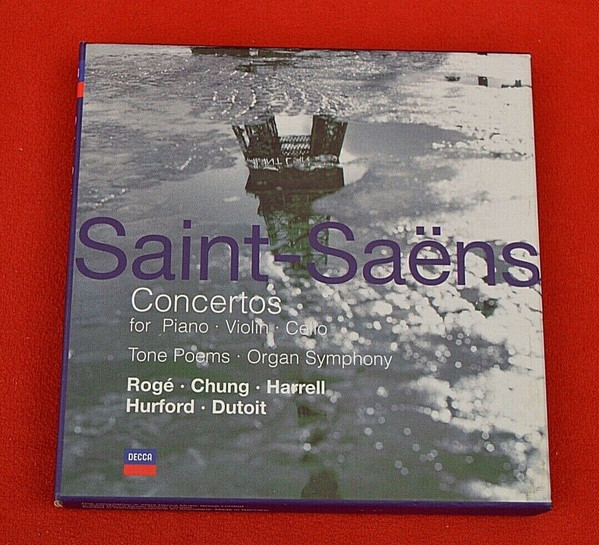 Saint-Saëns
Concertos
for Piano · Violin · Cello
Tone Poems · Organ Symphony
Rogé · Chung · Harrell
Hurford · Dutoit
DECCA